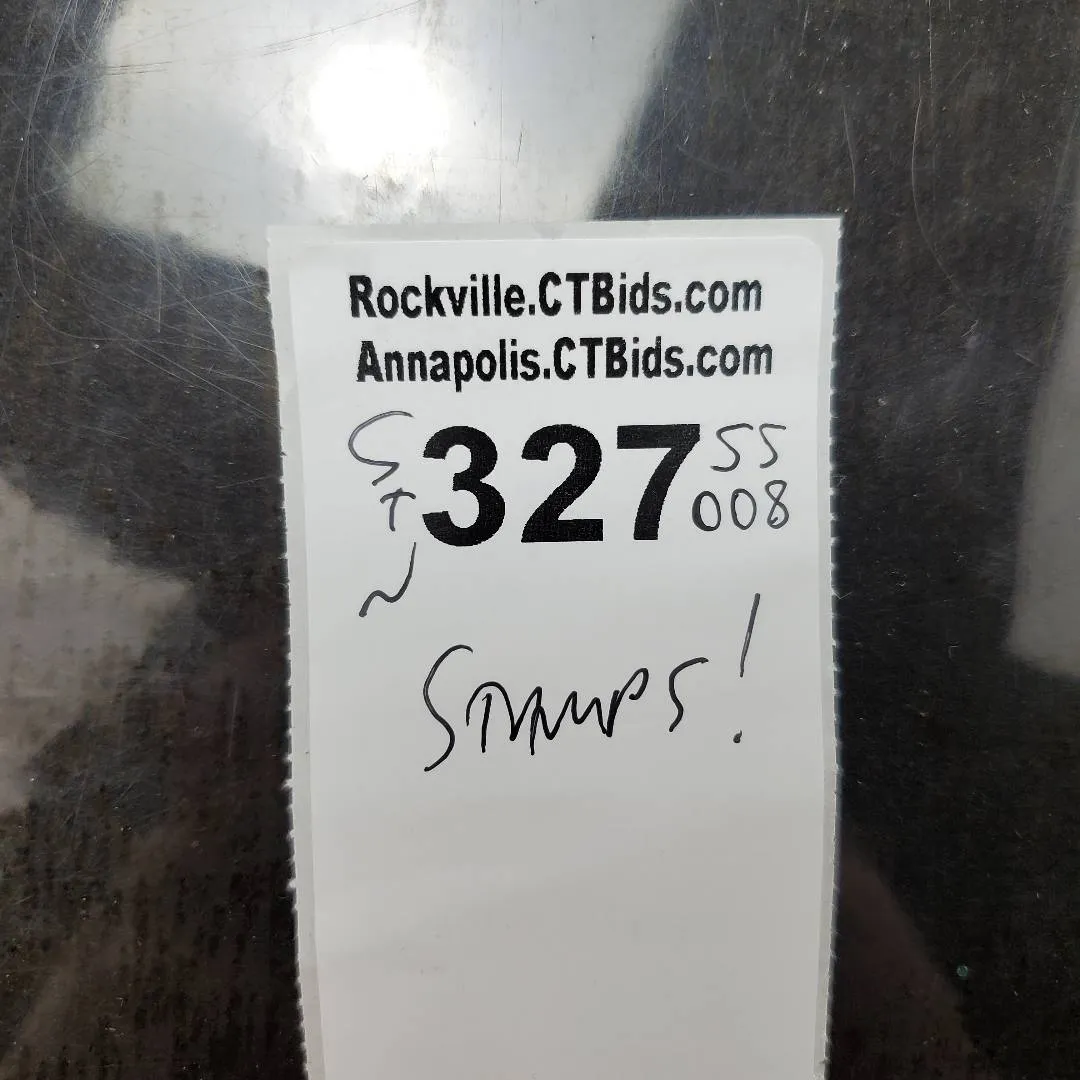 Rockville.CTBids.com
Annapolis.CTBids.com
327
55
008
STAMPS!